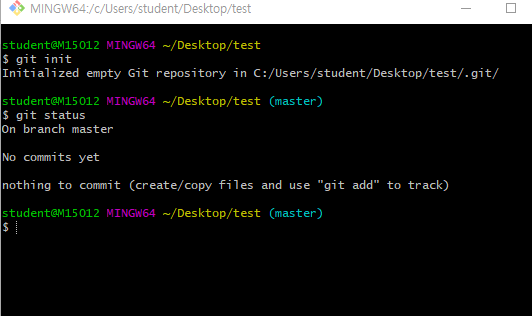 MINGW64:/c/Users/student/Desktop/test
student@M15012 MINGW64 ~/Desktop/test
$ git init
Initialized empty Git repository in C:/Users/student/Desktop/test/.git/
student@M15012 MINGW64 ~/Desktop/test (master)
$ git status
On branch master
No commits yet
nothing to commit (create/copy files and use "git add" to track)
student@M15012 MINGW64 ~/Desktop/test (master)
$